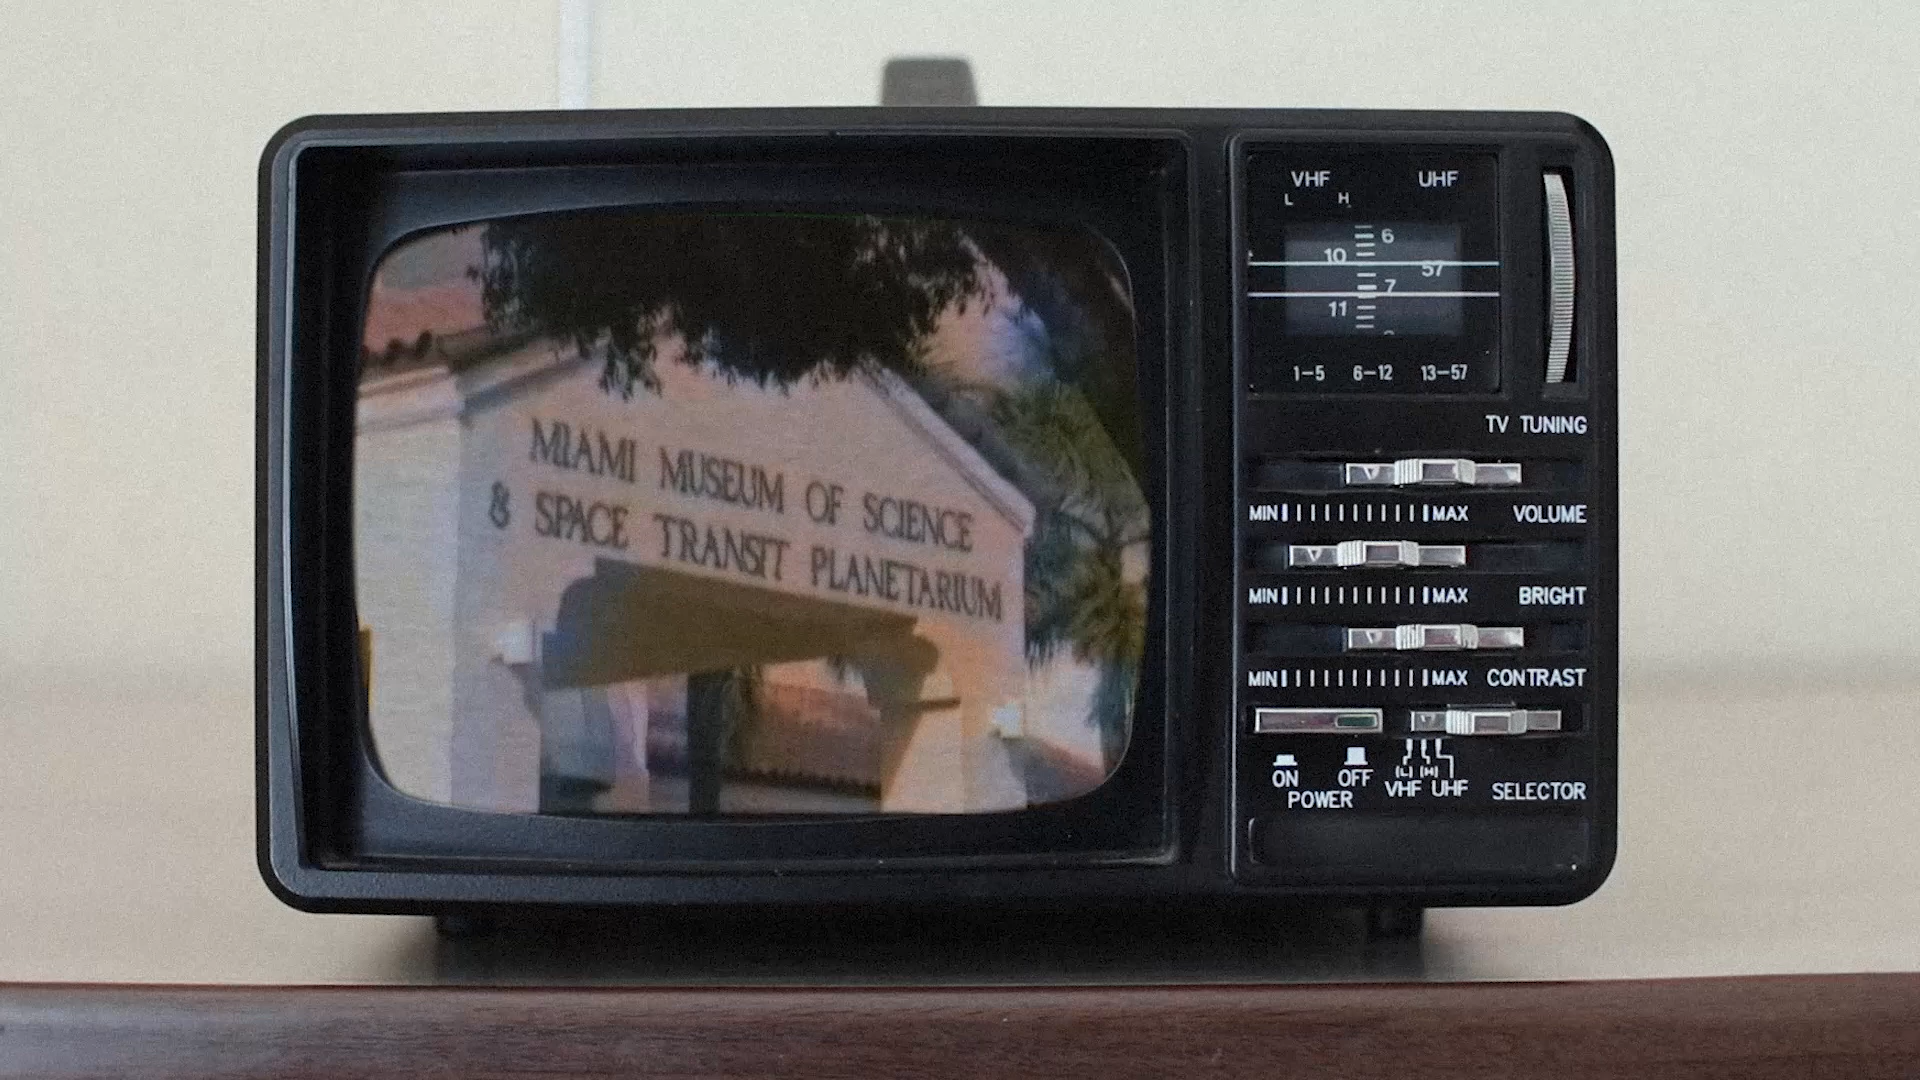 MIAMI MUSEUM OF SCIENCE
& SPACE TRANSIT PLANETARIUM
VHF UHF
L H
6
10
57
7
11
1-5 6-12 13-57
TV TUNING
MIN MAX VOLUME
MIN MAX BRIGHT
MIN MAX CONTRAST
ON OFF
POWER
(L) (H)
VHF UHF
SELECTOR